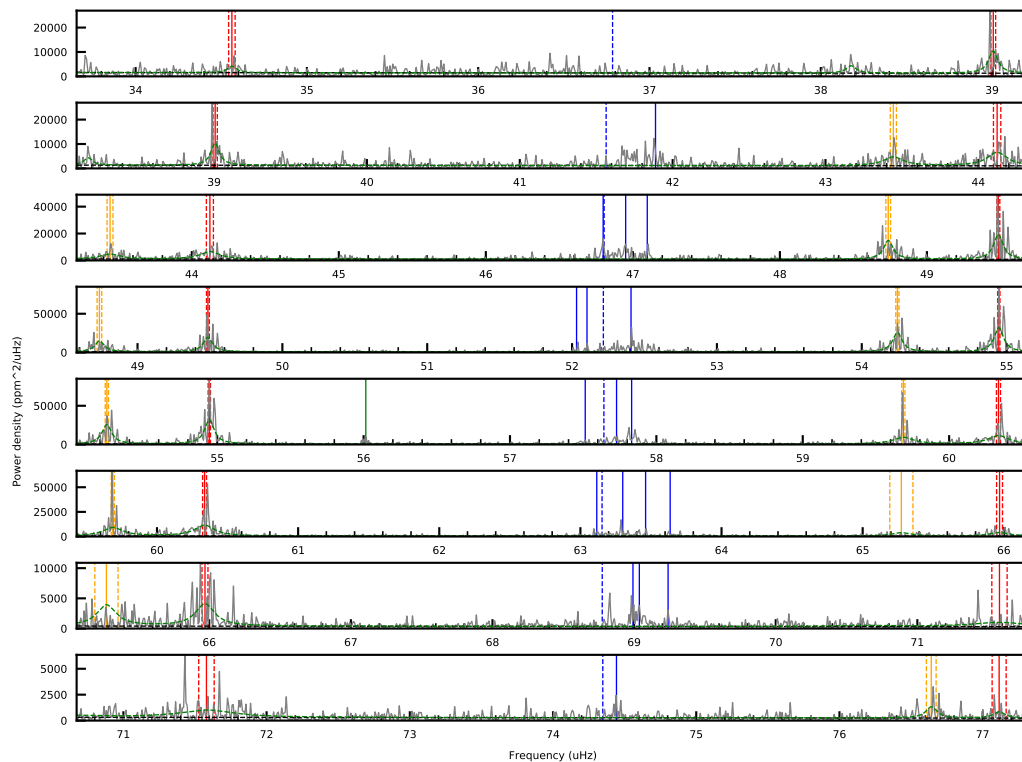 20000
10000
0
34 35 36 37 38 39
20000
10000
0
39 40 41 42 43 44
40000
20000
0
44 45 46 47 48 49
50000
0
49 50 51 52 53 54 55
50000
0
55 56 57 58 59 60
50000
25000
0
60 61 62 63 64 65 66
10000
5000
0
66 67 68 69 70 71
5000
2500
0
71 72 73 74 75 76 77
Power density (ppm^2/uHz)
Frequency (uHz)